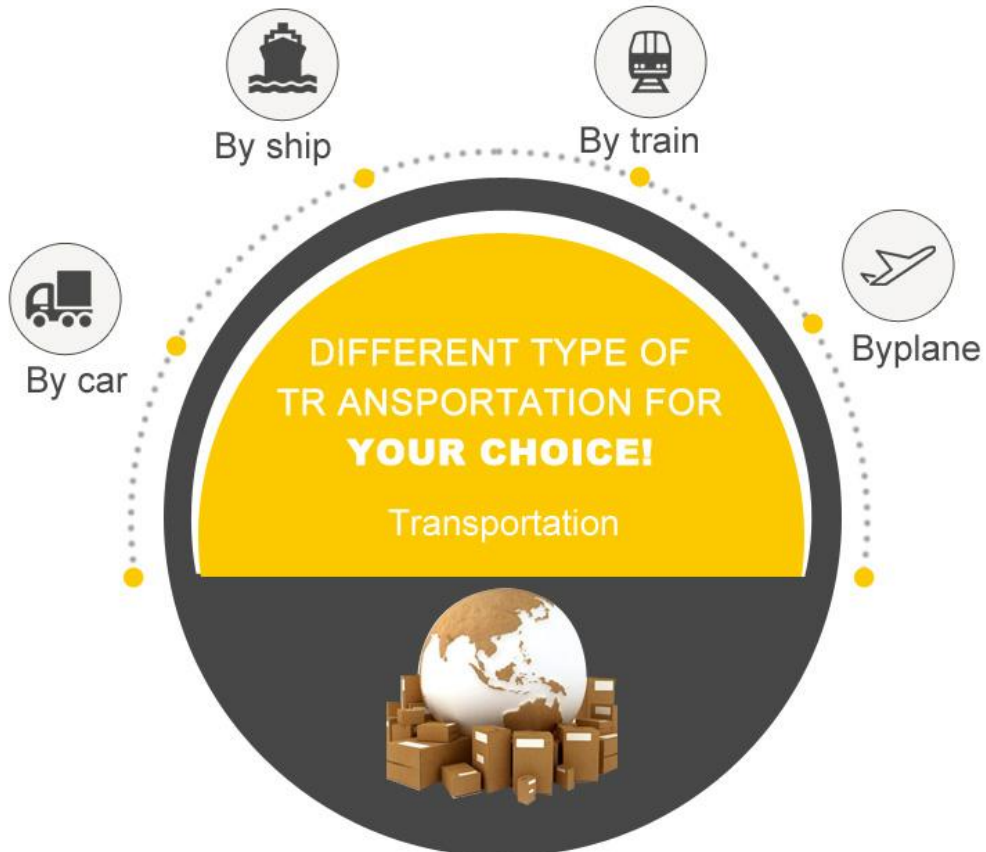 By ship
By train
By car
Byplane
DIFFERENT TYPE OF
TR ANSPORTATION FOR
YOUR CHOICE!
Transportation